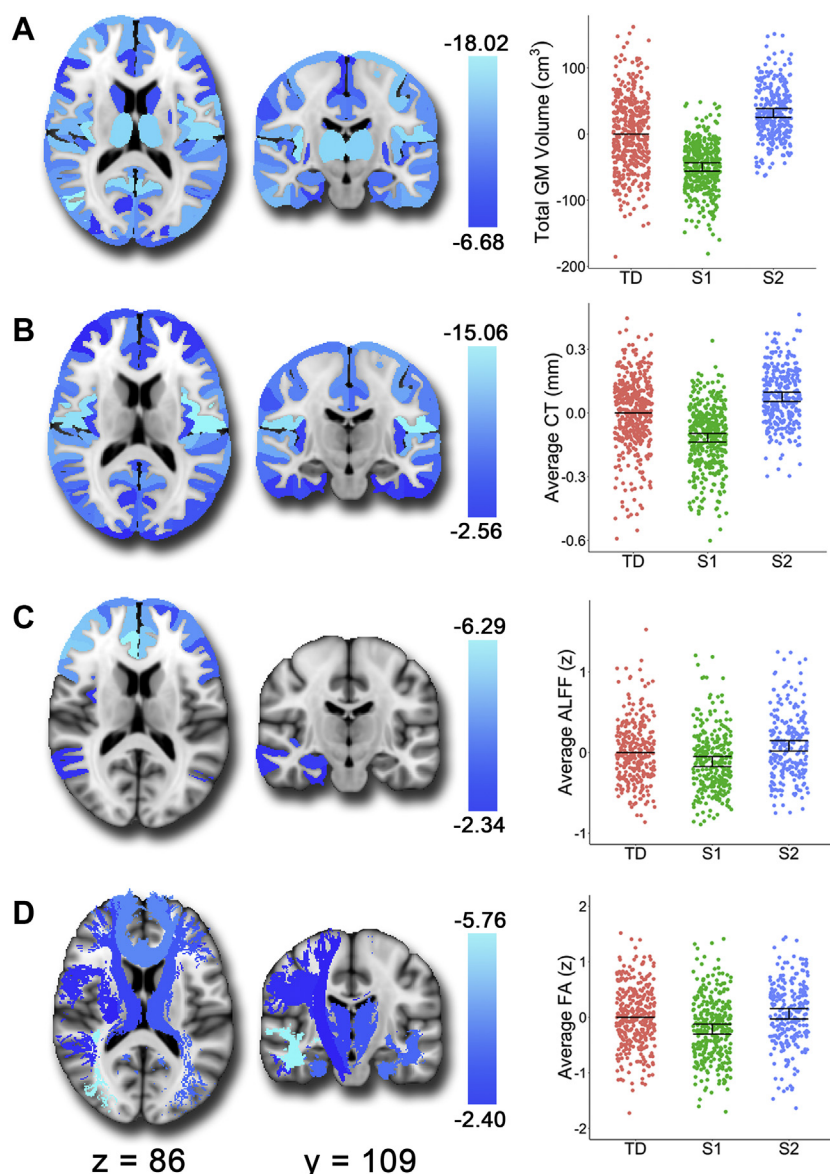 A
-18.02
-6.68
Total GM Volume (cm³)
100
0
-100
-200
TD S1 S2
B
-15.06
-2.56
Average CT (mm)
0.3
0.0
-0.3
-0.6
TD S1 S2
C
-6.29
-2.34
Average ALFF (z)
1
0
-1
TD S1 S2
D
-5.76
-2.40
Average FA (z)
2
1
0
-1
-2
TD S1 S2
z = 86 y = 109